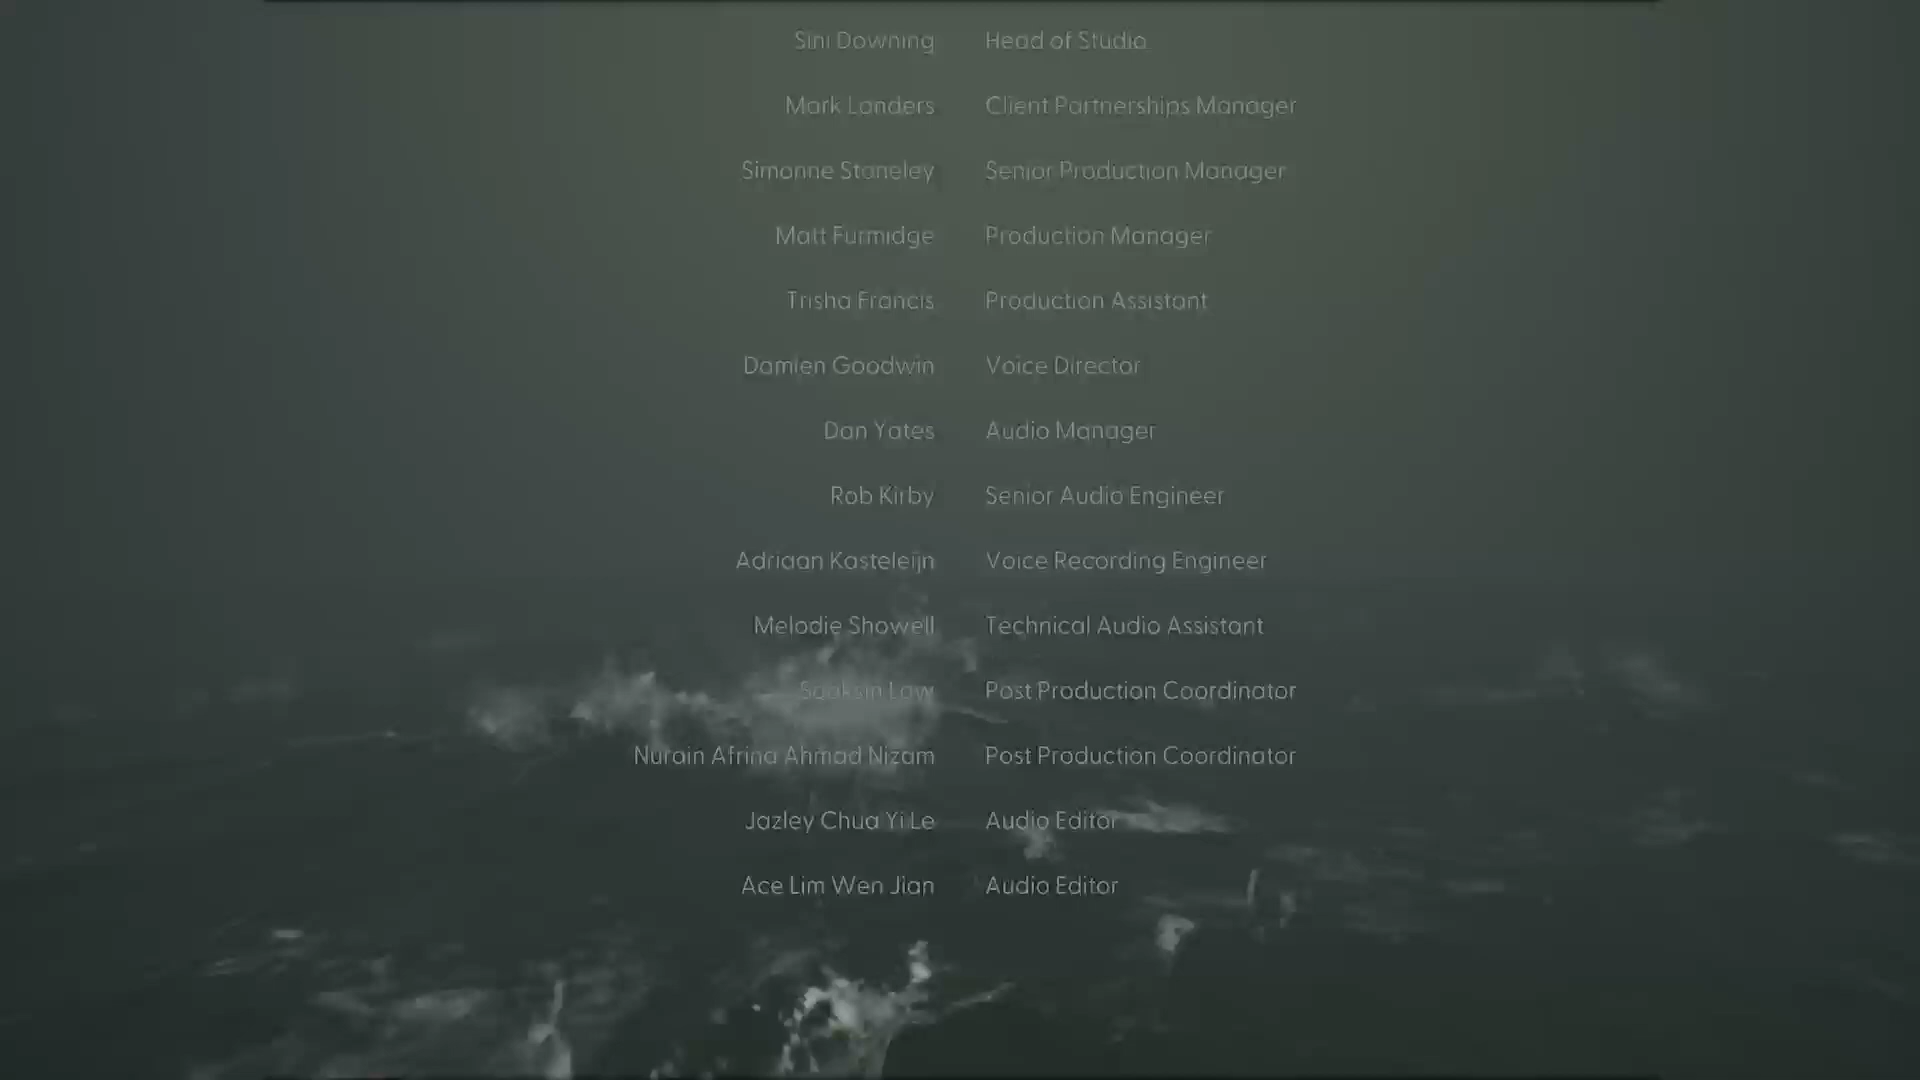 Sini Downing Head of Studio
Mark Landers Client Partnerships Manager
Simonne Stoneley Senior Production Manager
Matt Furmidge Production Manager
Trisha Francis Production Assistant
Damien Goodwin Voice Director
Dan Yates Audio Manager
Rob Kirby Senior Audio Engineer
Adriaan Kasteleijn Voice Recording Engineer
Melodie Showell Technical Audio Assistant
Law Post Production Coordinator
Nurain Afrina Ahmad Nizam Post Production Coordinator
Jazley Chua Yi Le Audio Editor
Ace Lim Wen Jian Audio Editor